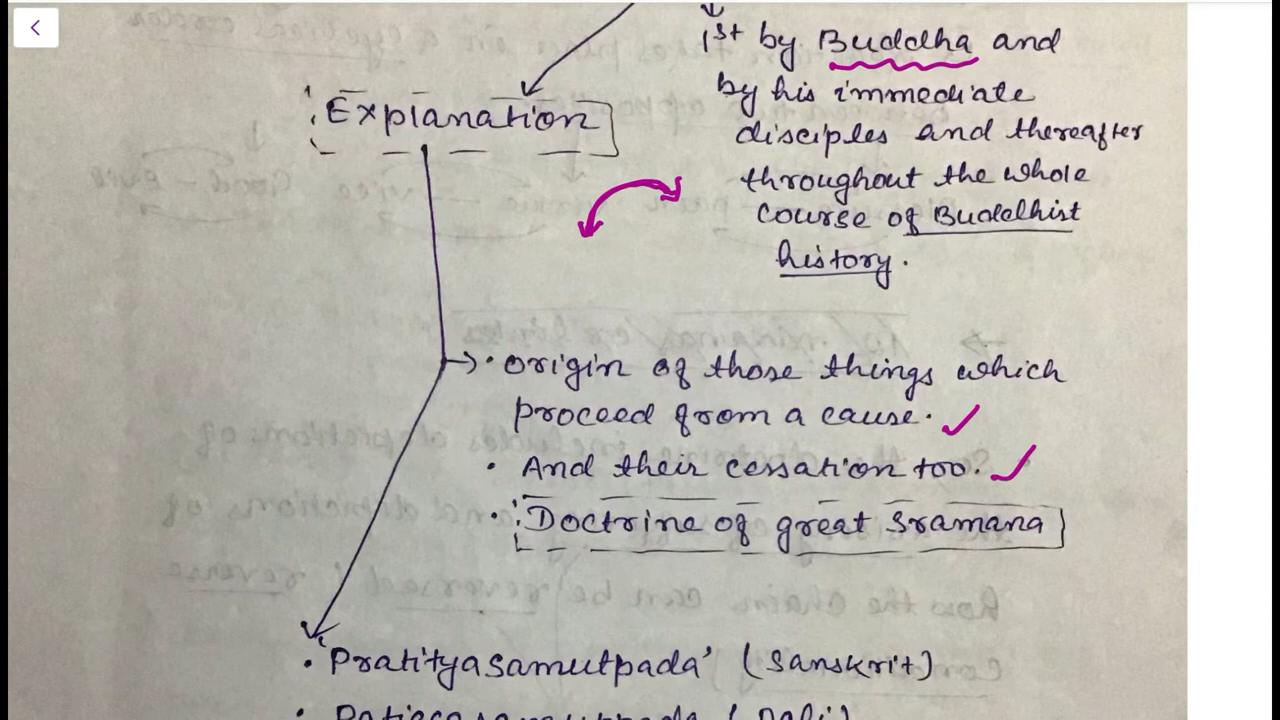 1st by Buddha and
by his immediate
disciples and thereafter
throughout the whole
course of Buddhist
history.
Explanation
→ • origin of those things which
proceed from a cause.
• And their cessation too.
• Doctrine of great Sramana
• 'Pratityasamutpada' (Sanskrit)